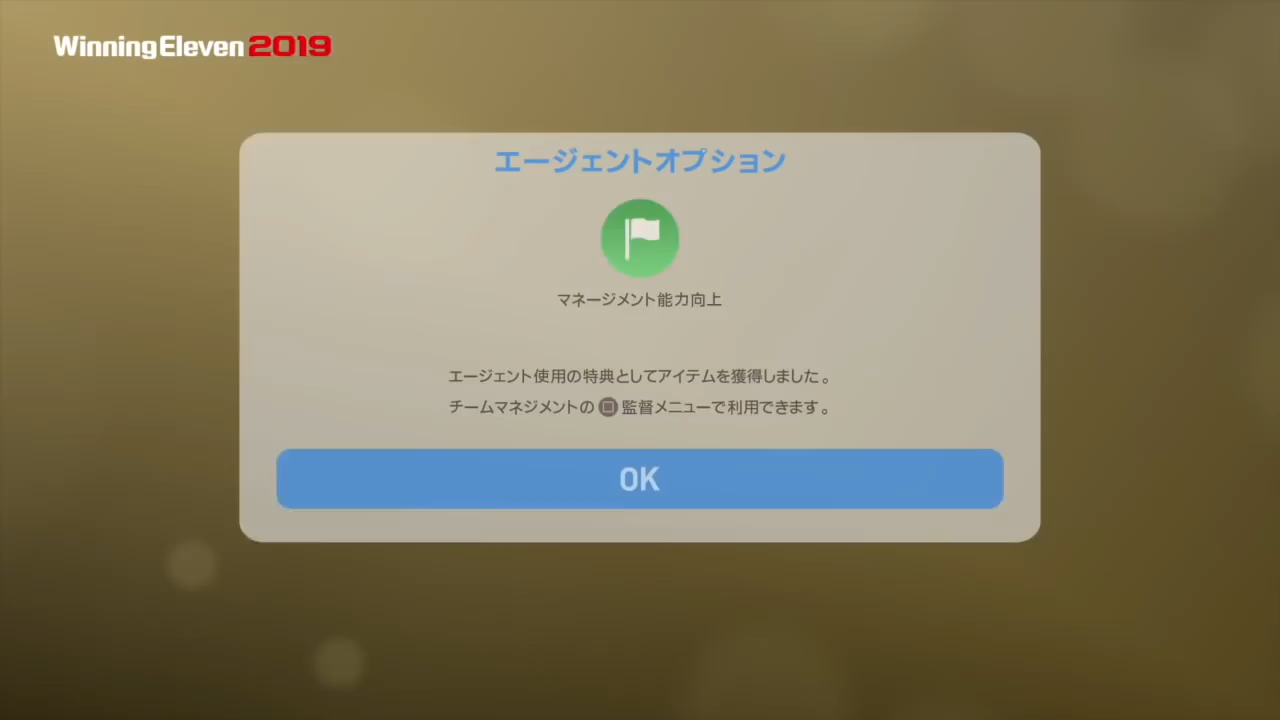 WinningEleven 2019
エージェントオプション
マネージメント能力向上
エージェント使用の特典としてアイテムを獲得しました。
チームマネジメントの 監督メニューで利用できます。
OK